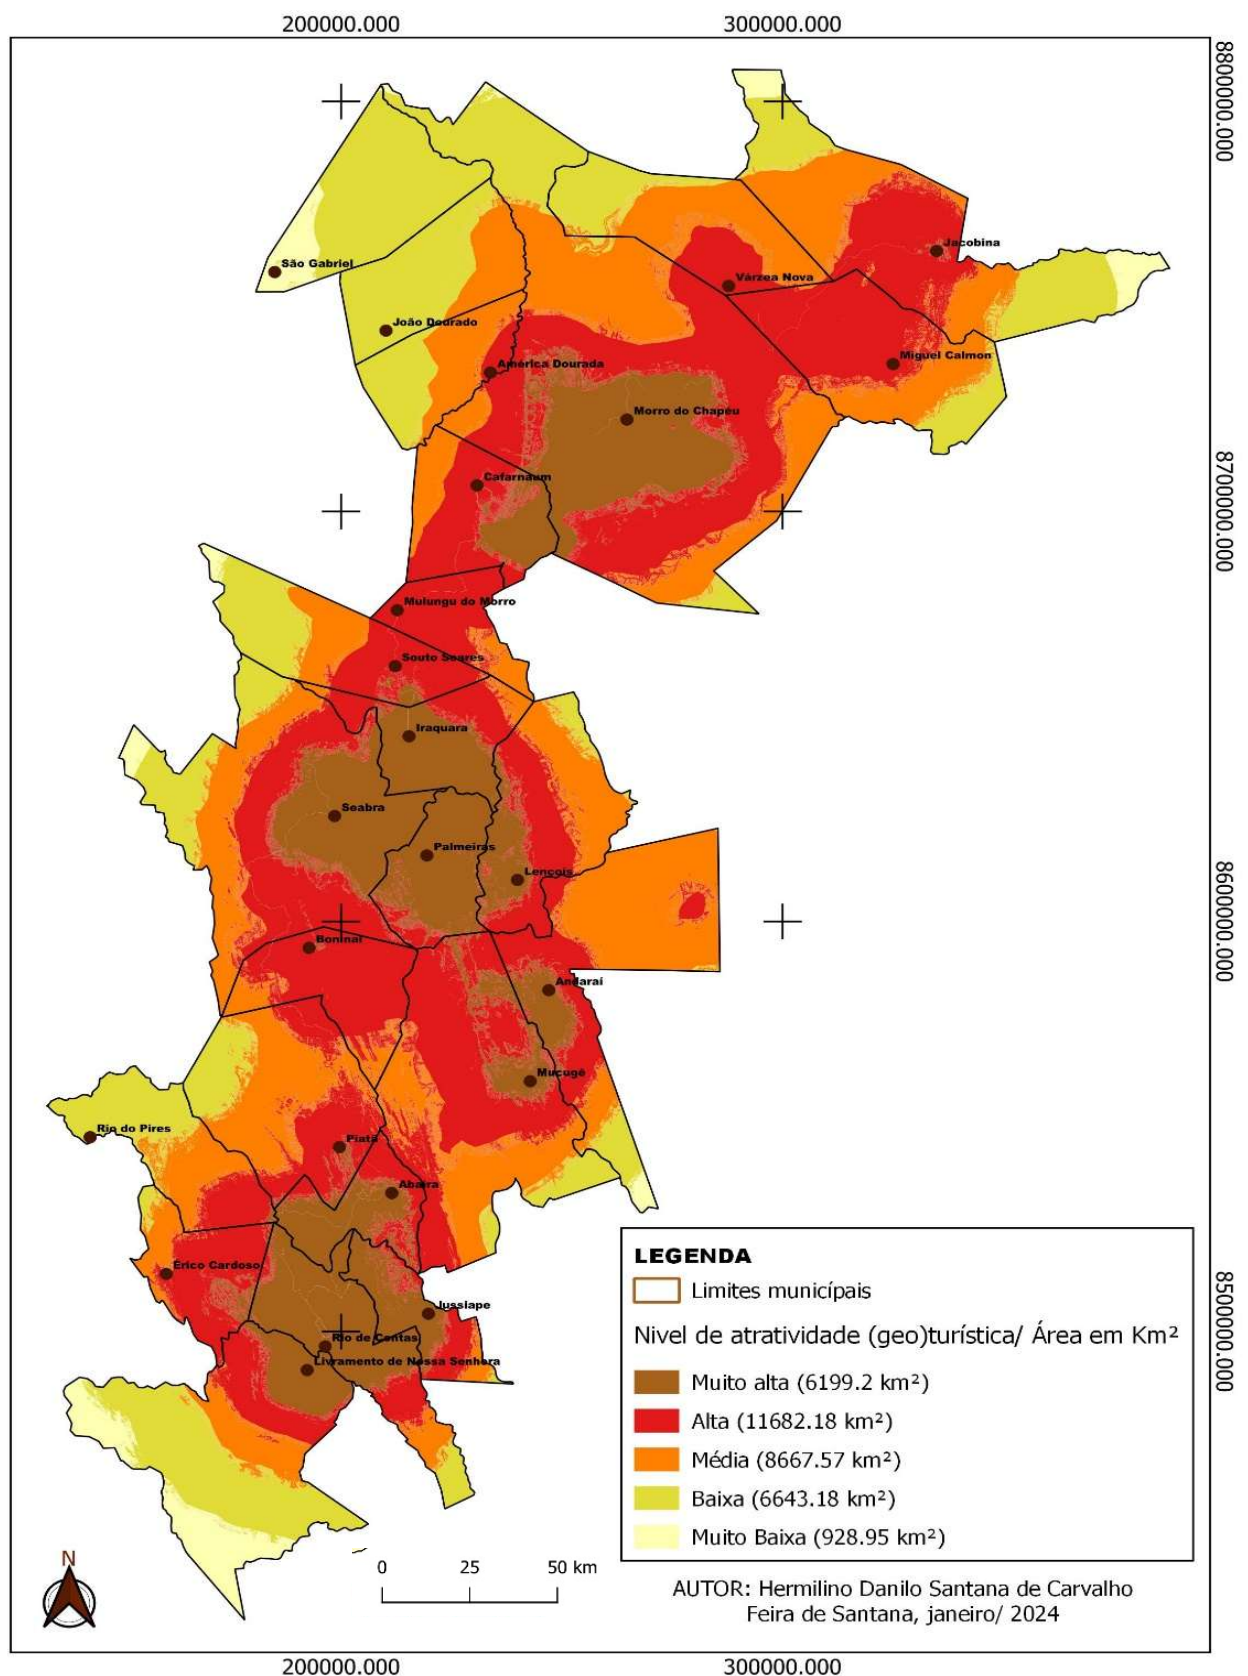 200000.000 300000.000
8800000.000
Jacobina
São Gabriel
Várzea Nova
João Dourado
Miguel Calmon
América Dourada
Morro do Chapéu
Cafarnaum
8700000.000
Mulungu do Morro
Souto Soares
Iraquara
Seabra
Palmeiras
Lençois
8600000.000
Boninal
Andaraí
Mucugê
Rio do Pires
Piatã
Abaíra
Érico Cardoso
Jussiape
8500000.000
Rio de Contas
Livramento de Nossa Senhora
LEGENDA
Limites municípais
Nivel de atratividade (geo)turística/ Área em Km²
Muito alta (6199.2 km²)
Alta (11682.18 km²)
Média (8667.57 km²)
Baixa (6643.18 km²)
Muito Baixa (928.95 km²)
N
0 25 50 km
AUTOR: Hermilino Danilo Santana de Carvalho
Feira de Santana, janeiro/ 2024
200000.000 300000.000